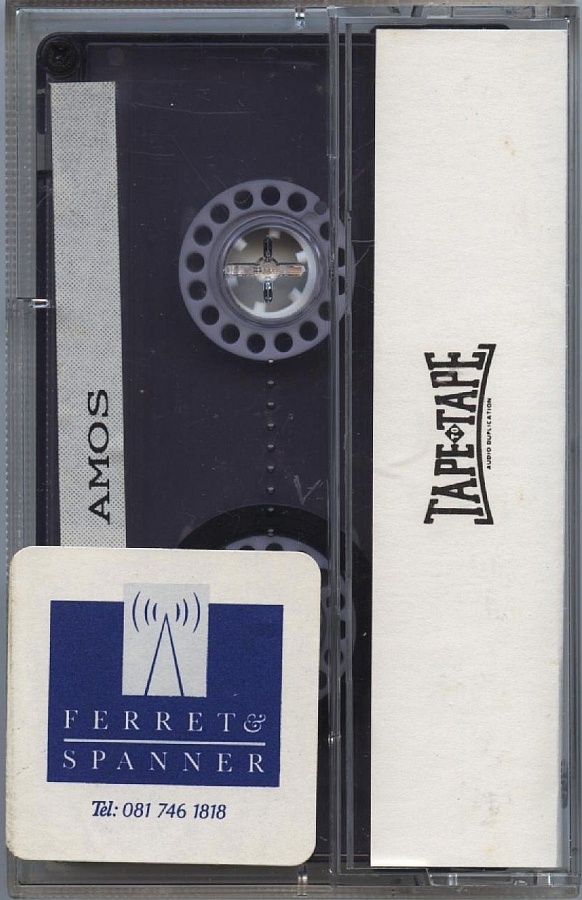 AMOS
TAPE TO TAPE
AUDIO DUPLICATION
FERRET &
SPANNER
Tel: 081 746 1818